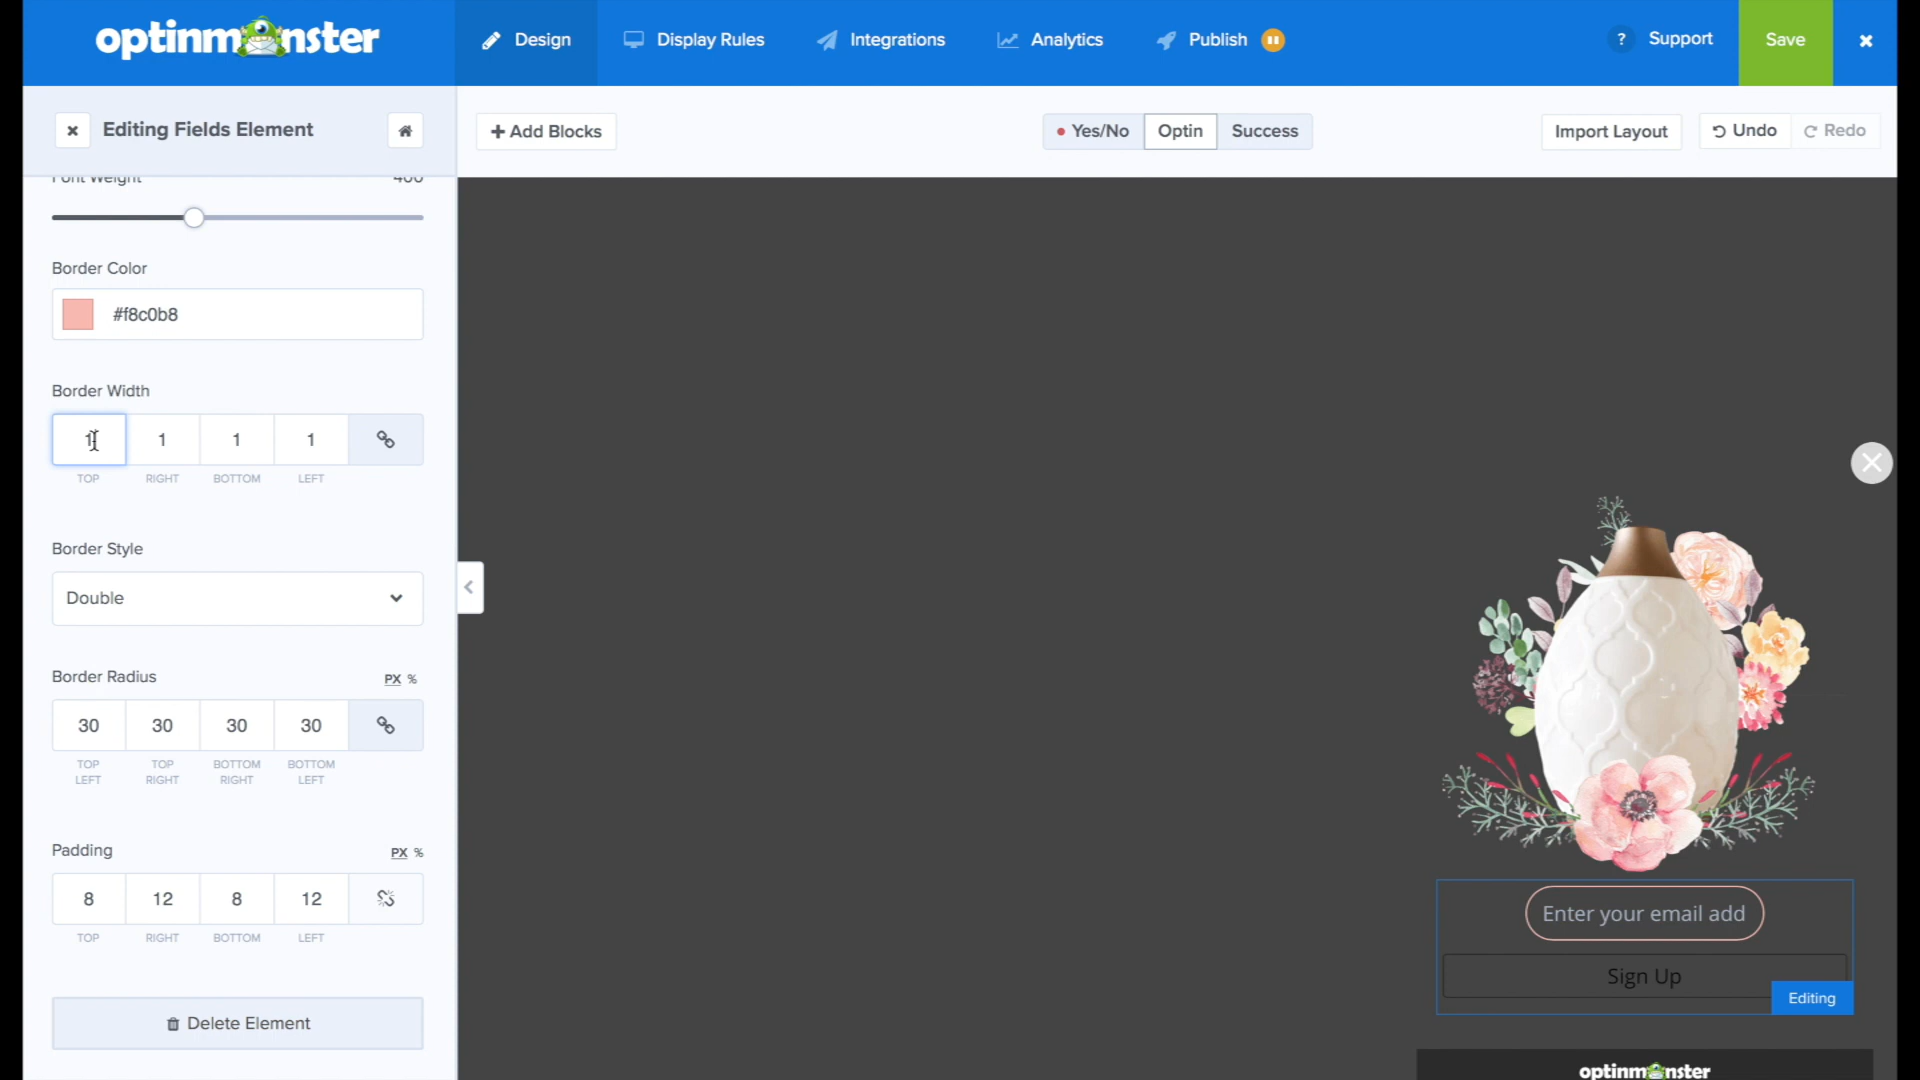 optinmonster
Design
Display Rules
Integrations
Analytics
Publish
? Support
Save
Editing Fields Element
+ Add Blocks
Yes/No
Optin
Success
Import Layout
Undo
Redo
Font Weight
400
Border Color
#f8c0b8
Border Width
1 1 1 1
TOP RIGHT BOTTOM LEFT
Border Style
Double
Border Radius
PX %
30 30 30 30
TOP LEFT
TOP RIGHT
BOTTOM RIGHT
BOTTOM LEFT
Padding
PX %
8 12 8 12
TOP RIGHT BOTTOM LEFT
Delete Element
Enter your email add
Sign Up
Editing
optinmonster